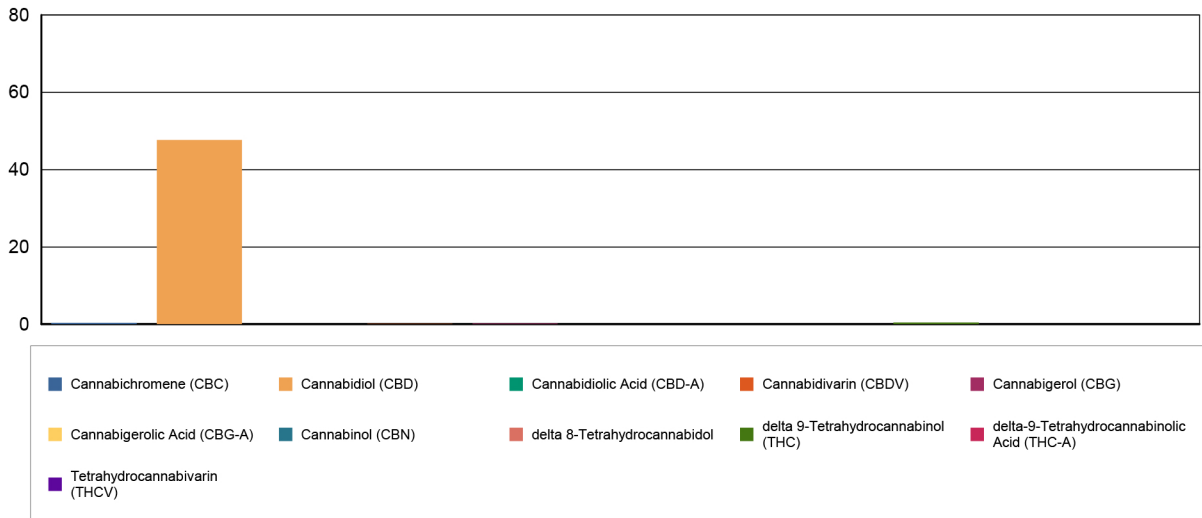 80
60
40
20
0
Cannabichromene (CBC)
Cannabidiol (CBD)
Cannabidiolic Acid (CBD-A)
Cannabidivarin (CBDV)
Cannabigerol (CBG)
Cannabigerolic Acid (CBG-A)
Cannabinol (CBN)
delta 8-Tetrahydrocannabidol
delta 9-Tetrahydrocannabinol
(THC)
delta-9-Tetrahydrocannabinolic
Acid (THC-A)
Tetrahydrocannabivarin
(THCV)